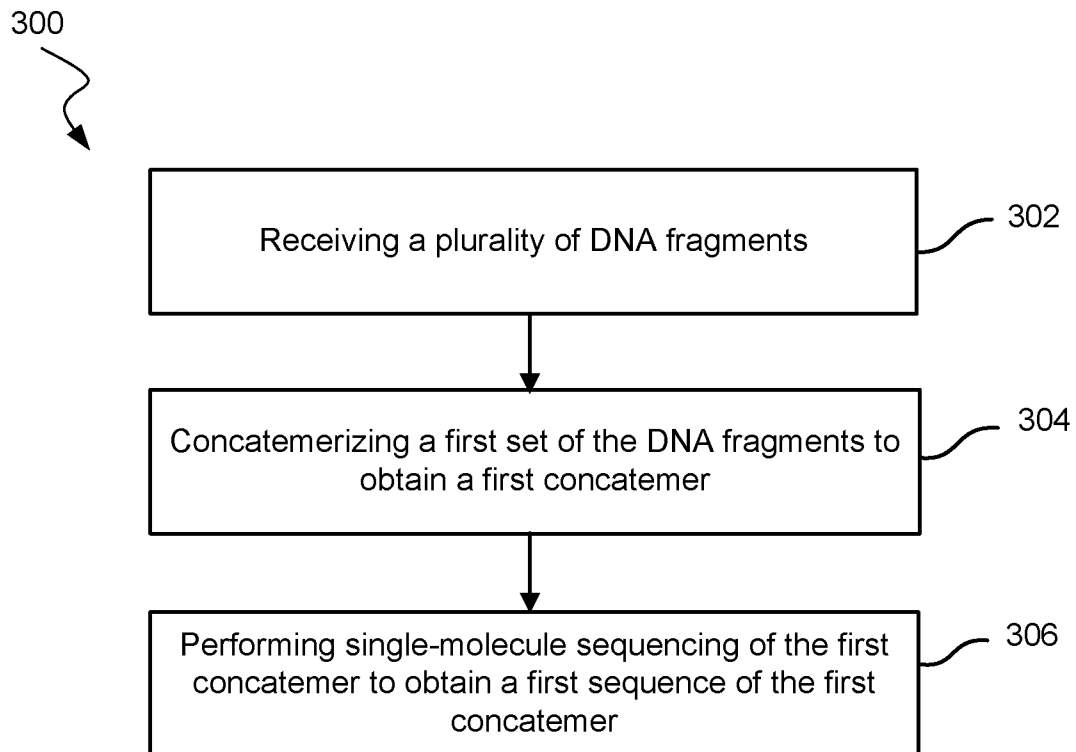 300
Receiving a plurality of DNA fragments
302
Concatemerizing a first set of the DNA fragments to
obtain a first concatemer
304
Performing single-molecule sequencing of the first
concatemer to obtain a first sequence of the first
concatemer
306